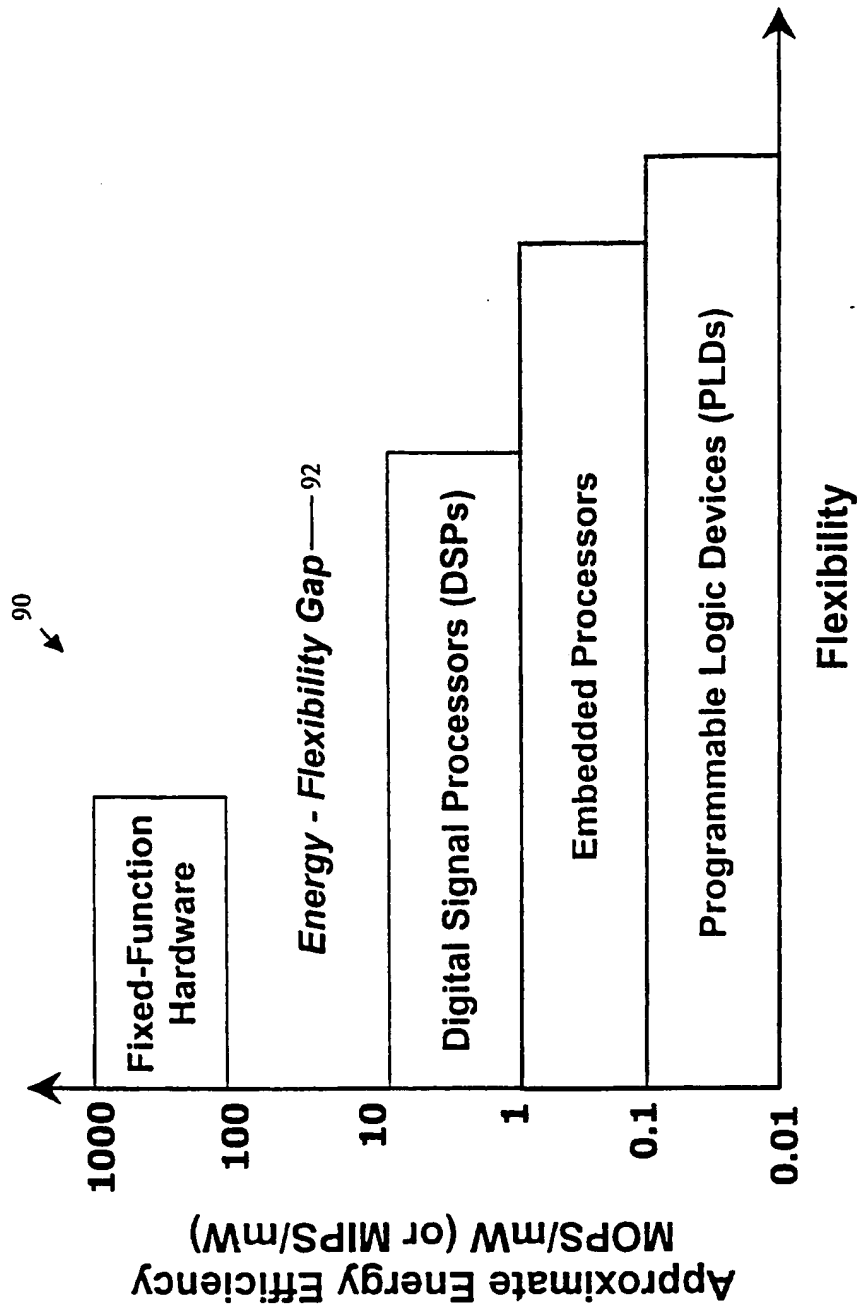 90
Approximate Energy Efficiency
MOPS/mW (or MIPS/mW)
1000
100
10
1
0.1
0.01
Fixed-Function
Hardware
Energy - Flexibility Gap
92
Digital Signal Processors (DSPs)
Embedded Processors
Programmable Logic Devices (PLDs)
Flexibility